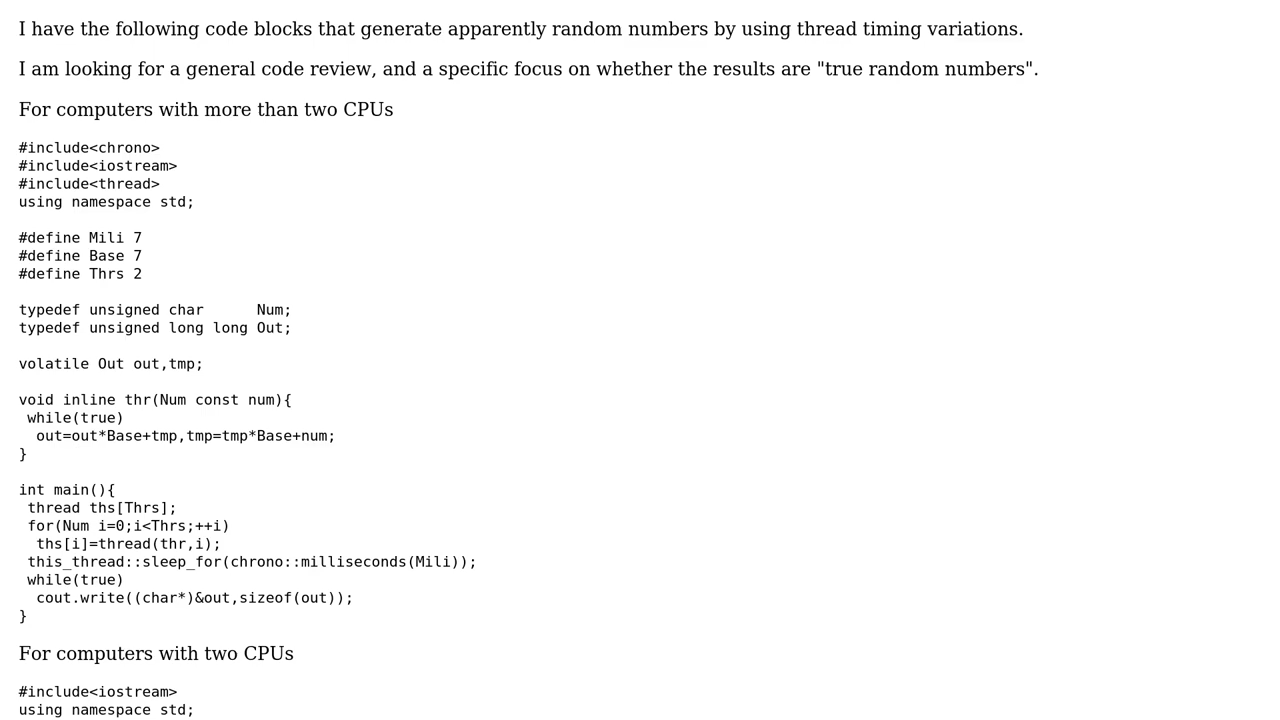 I have the following code blocks that generate apparently random numbers by using thread timing variations.
I am looking for a general code review, and a specific focus on whether the results are "true random numbers".
For computers with more than two CPUs
#include<chrono>
#include<iostream>
#include<thread>
using namespace std;
#define Mili 7
#define Base 7
#define Thrs 2
typedef unsigned char      Num;
typedef unsigned long long Out;
volatile Out out,tmp;
void inline thr(Num const num){
 while(true)
  out=out*Base+tmp,tmp=tmp*Base+num;
}
int main(){
 thread ths[Thrs];
 for(Num i=0;i<Thrs;++i)
  ths[i]=thread(thr,i);
 this_thread::sleep_for(chrono::milliseconds(Mili));
 while(true)
  cout.write((char*)&out,sizeof(out));
}
For computers with two CPUs
#include<iostream>
using namespace std;